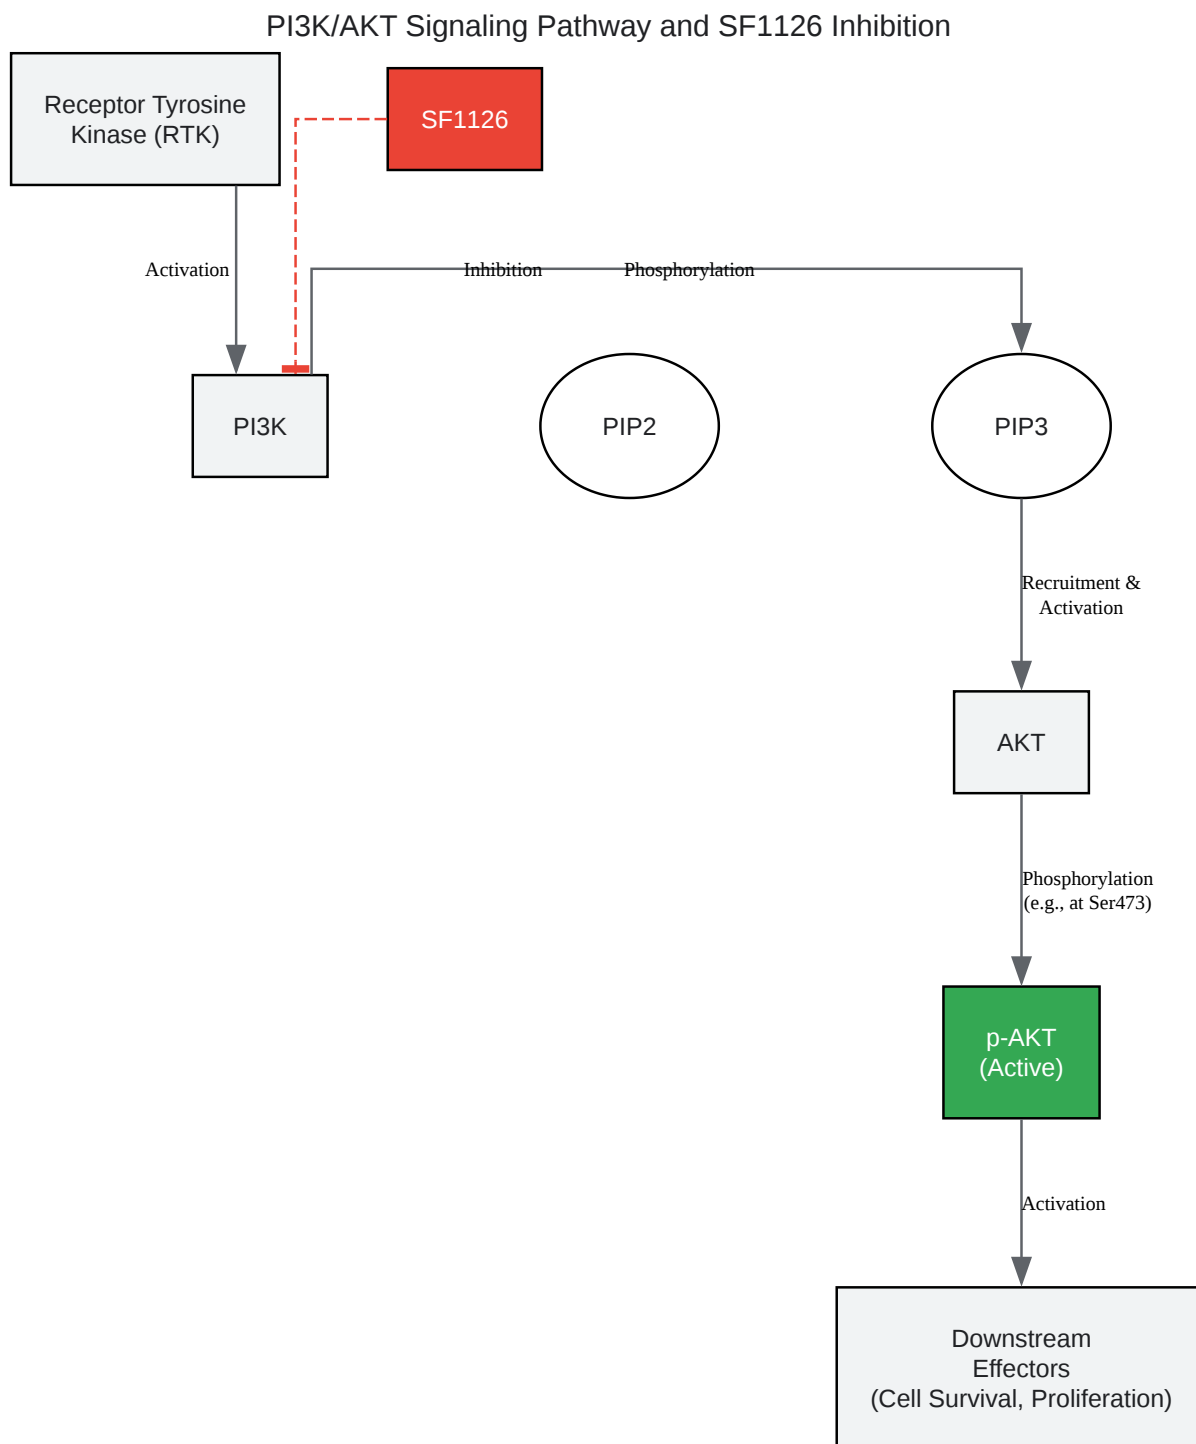 PI3K/AKT Signaling Pathway and SF1126 Inhibition
Receptor Tyrosine
Kinase (RTK)
SF1126
Activation
Inhibition
Phosphorylation
PI3K
PIP2
PIP3
Recruitment &
Activation
AKT
Phosphorylation
(e.g., at Ser473)
p-AKT
(Active)
Activation
Downstream
Effectors
(Cell Survival, Proliferation)